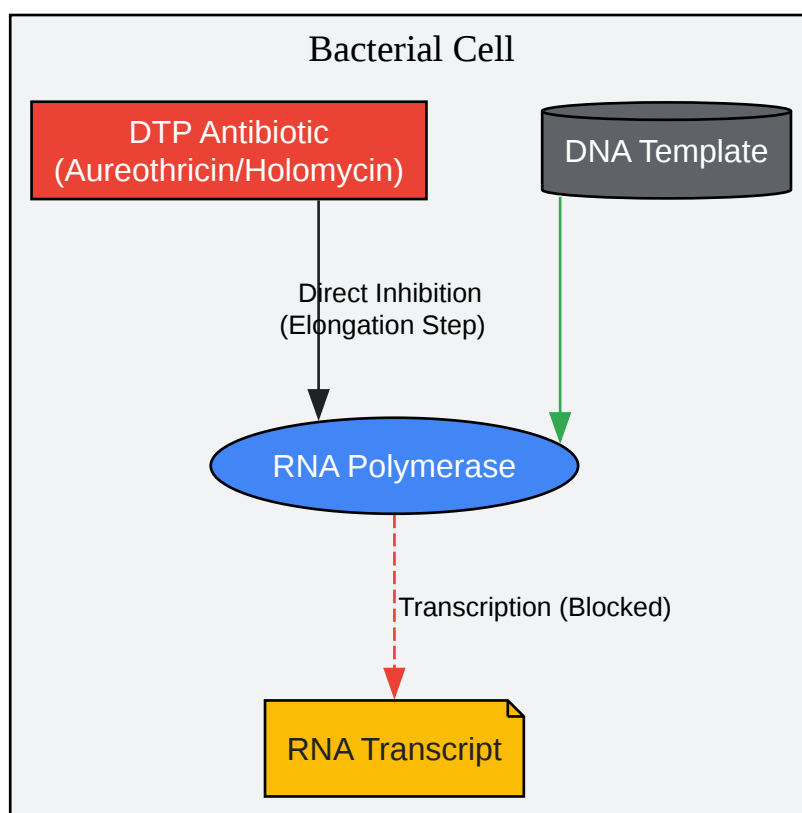 Bacterial Cell
DTP Antibiotic
(Aureothricin/Holomycin)
DNA Template
Direct Inhibition
(Elongation Step)
RNA Polymerase
Transcription (Blocked)
RNA Transcript